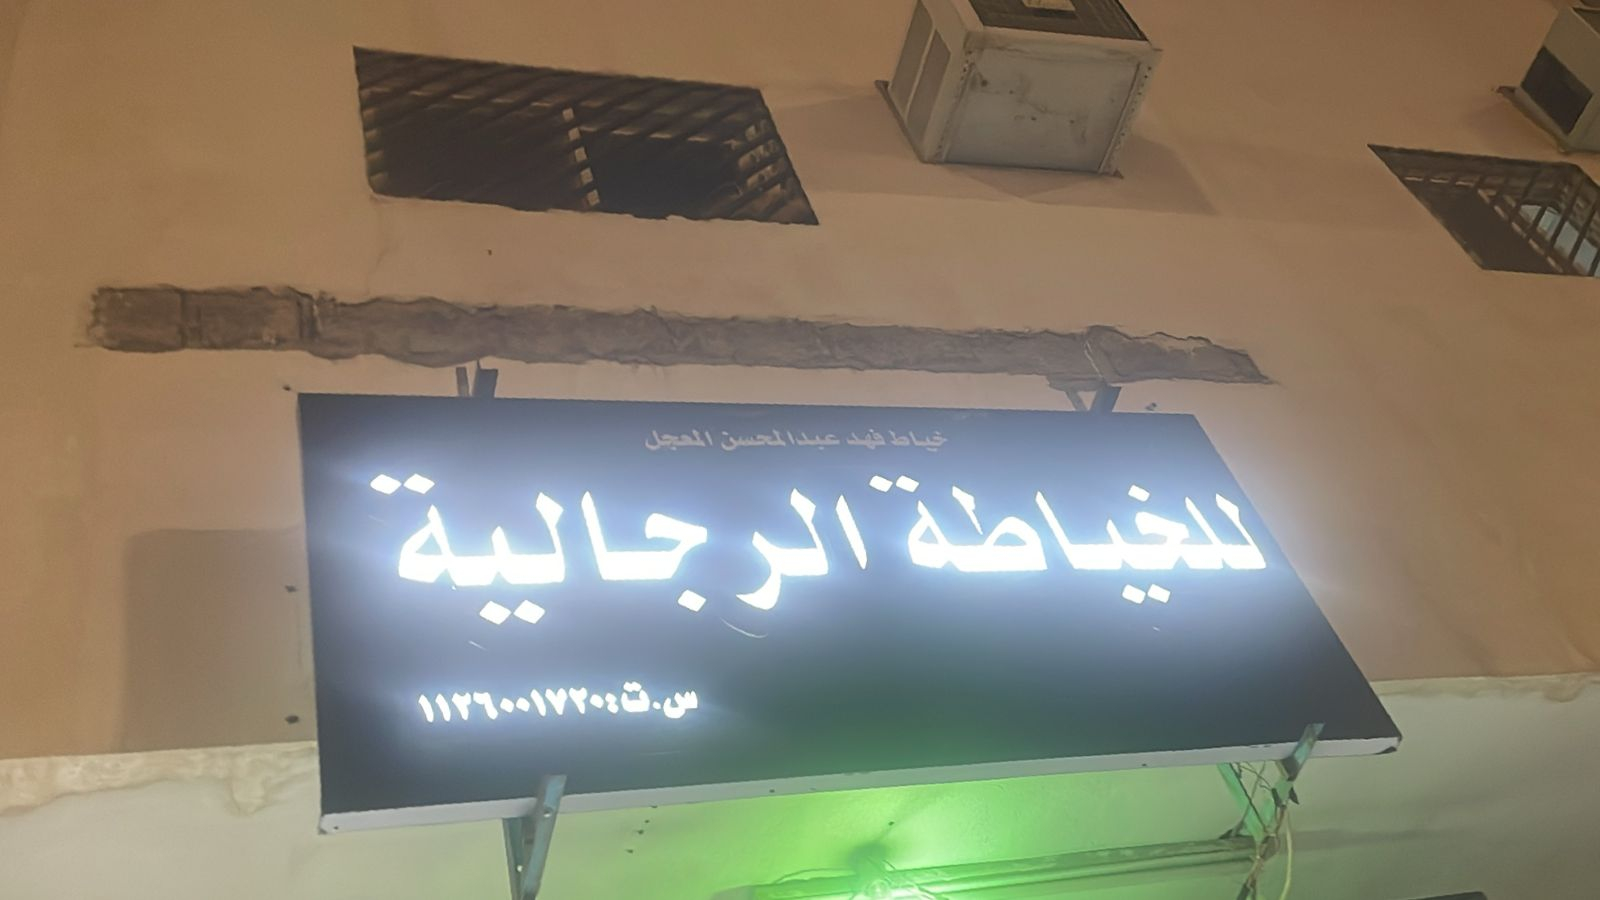 خياط فهد عبدالمحسن المعجل
للخياطة الرجالية
س.ت:١١٢٦٠٠١٧٢٠